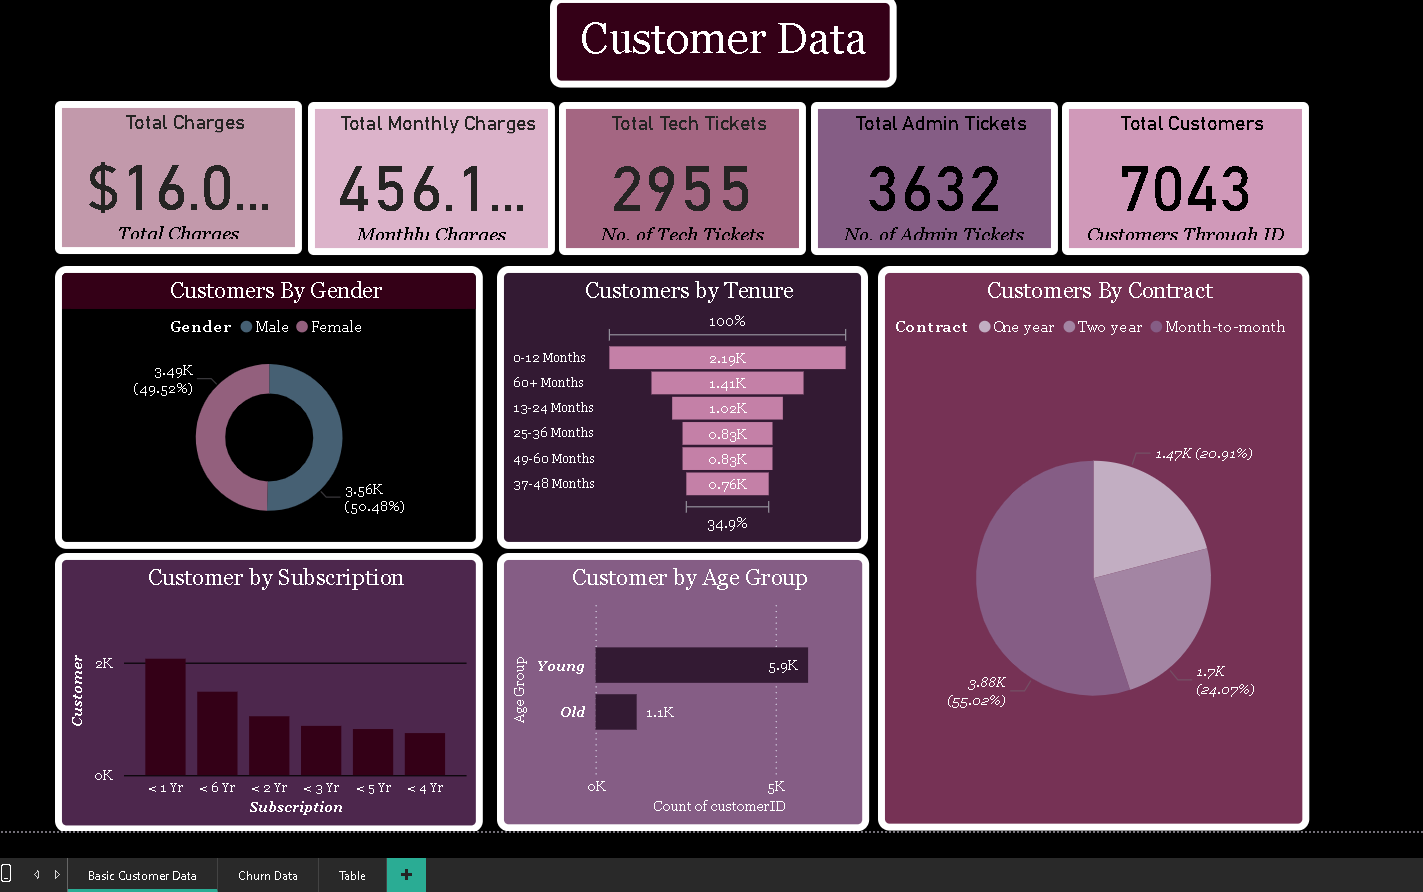 Customer Data
Total Charges
$16.0...
Total Charges
Total Monthly Charges
456.1...
Monthly Charges
Total Tech Tickets
2955
No. of Tech Tickets
Total Admin Tickets
3632
No. of Admin Tickets
Total Customers
7043
Customers Through ID
Customers By Gender
Gender Male Female
3.49K
(49.52%)
3.56K
(50.48%)
Customers by Tenure
100%
0-12 Months 2.19K
60+ Months 1.41K
13-24 Months 1.02K
25-36 Months 0.83K
49-60 Months 0.83K
37-48 Months 0.76K
34.9%
Customers By Contract
Contract One year Two year Month-to-month
1.47K (20.91%)
1.7K
(24.07%)
3.88K
(55.02%)
Customer by Subscription
Customer
2K
0K
< 1 Yr < 6 Yr < 2 Yr < 3 Yr < 5 Yr < 4 Yr
Subscription
Customer by Age Group
AgeGroup
Young 5.9K
Old 1.1K
0K 5K
Count of customerID
Basic Customer Data Churn Data Table +